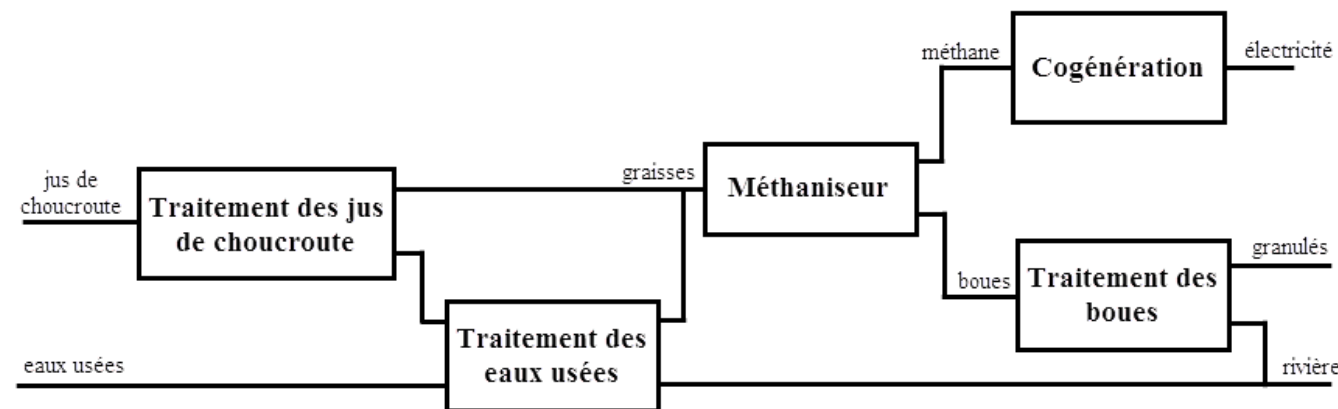 méthane
Cogénération
électricité
jus de
choucroute
Traitement des jus
de choucroute
graisses
Méthaniseur
boues
Traitement des
boues
granulés
eaux usées
Traitement des
eaux usées
rivière